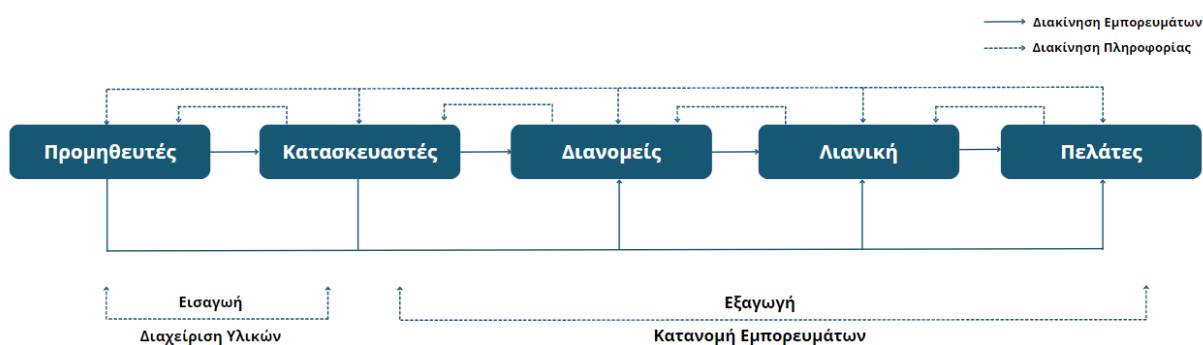 Διακίνηση Εμπορευμάτων
Διακίνηση Πληροφορίας
Προμηθευτές
Κατασκευαστές
Διανομείς
Λιανική
Πελάτες
Εισαγωγή
Διαχείριση Υλικών
Εξαγωγή
Κατανομή Εμπορευμάτων